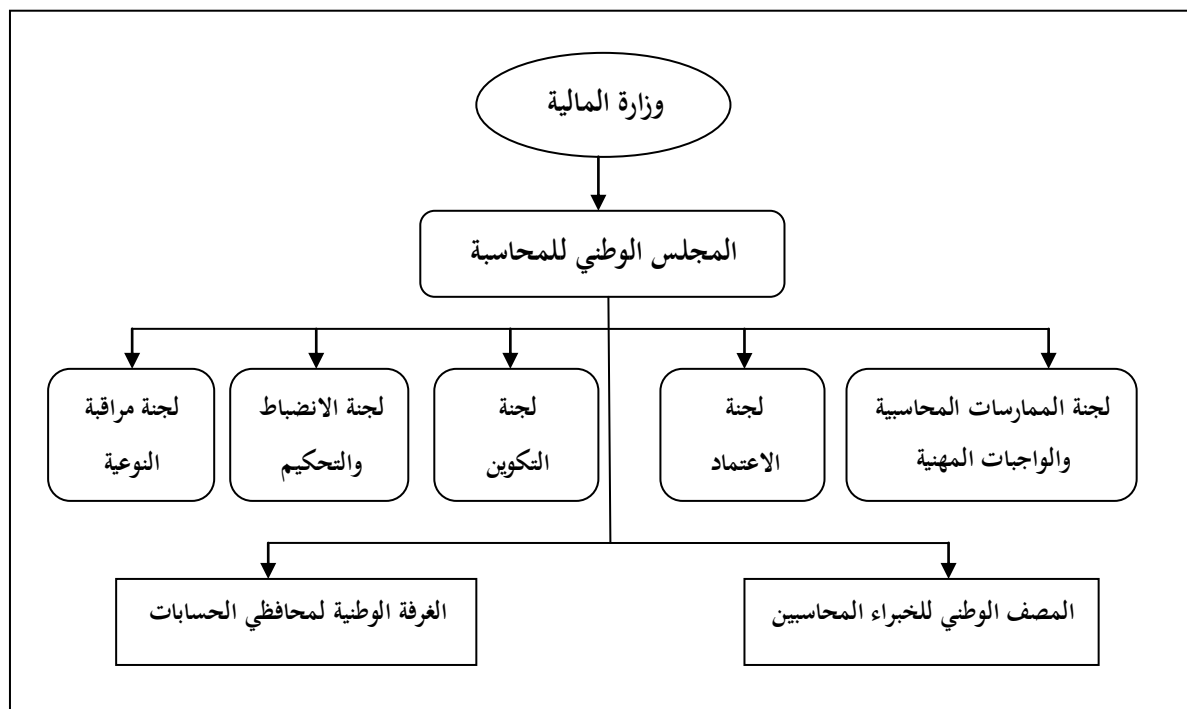 وزارة المالية
المجلس الوطني للمحاسبة
لجنة الممارسات المحاسبية
والواجبات المهنية
لجنة
الاعتماد
لجنة
التكوين
لجنة الانضباط
والتحكيم
لجنة مراقبة
النوعية
المصف الوطني للخبراء المحاسبين
الغرفة الوطنية لمحافظي الحسابات